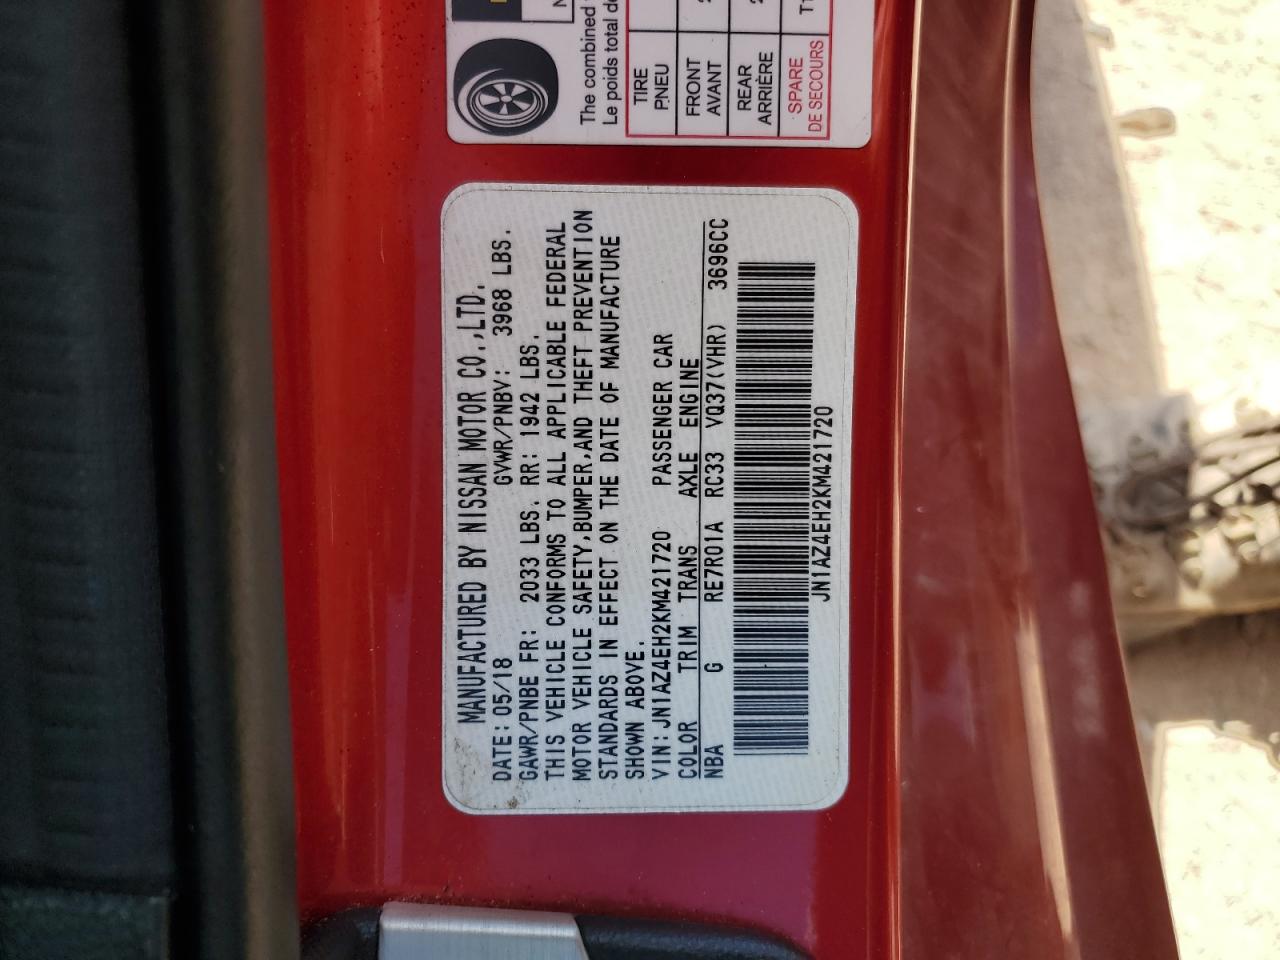 The combined
Le poids total de
TIRE
PNEU
FRONT
AVANT
REAR
ARRIÈRE
SPARE
DE SECOURS
MANUFACTURED BY NISSAN MOTOR CO.,LTD.
DATE: 05/18 GVWR/PNBV: 3968 LBS.
GAWR/PNBE FR: 2033 LBS. RR: 1942 LBS.
THIS VEHICLE CONFORMS TO ALL APPLICABLE FEDERAL
MOTOR VEHICLE SAFETY,BUMPER,AND THEFT PREVENTION
STANDARDS IN EFFECT ON THE DATE OF MANUFACTURE
SHOWN ABOVE.
VIN: JN1AZ4EH2KM421720 PASSENGER CAR
COLOR TRIM TRANS AXLE ENGINE
NBA G RE7R01A RC33 VQ37(VHR) 3696CC
JN1AZ4EH2KM421720